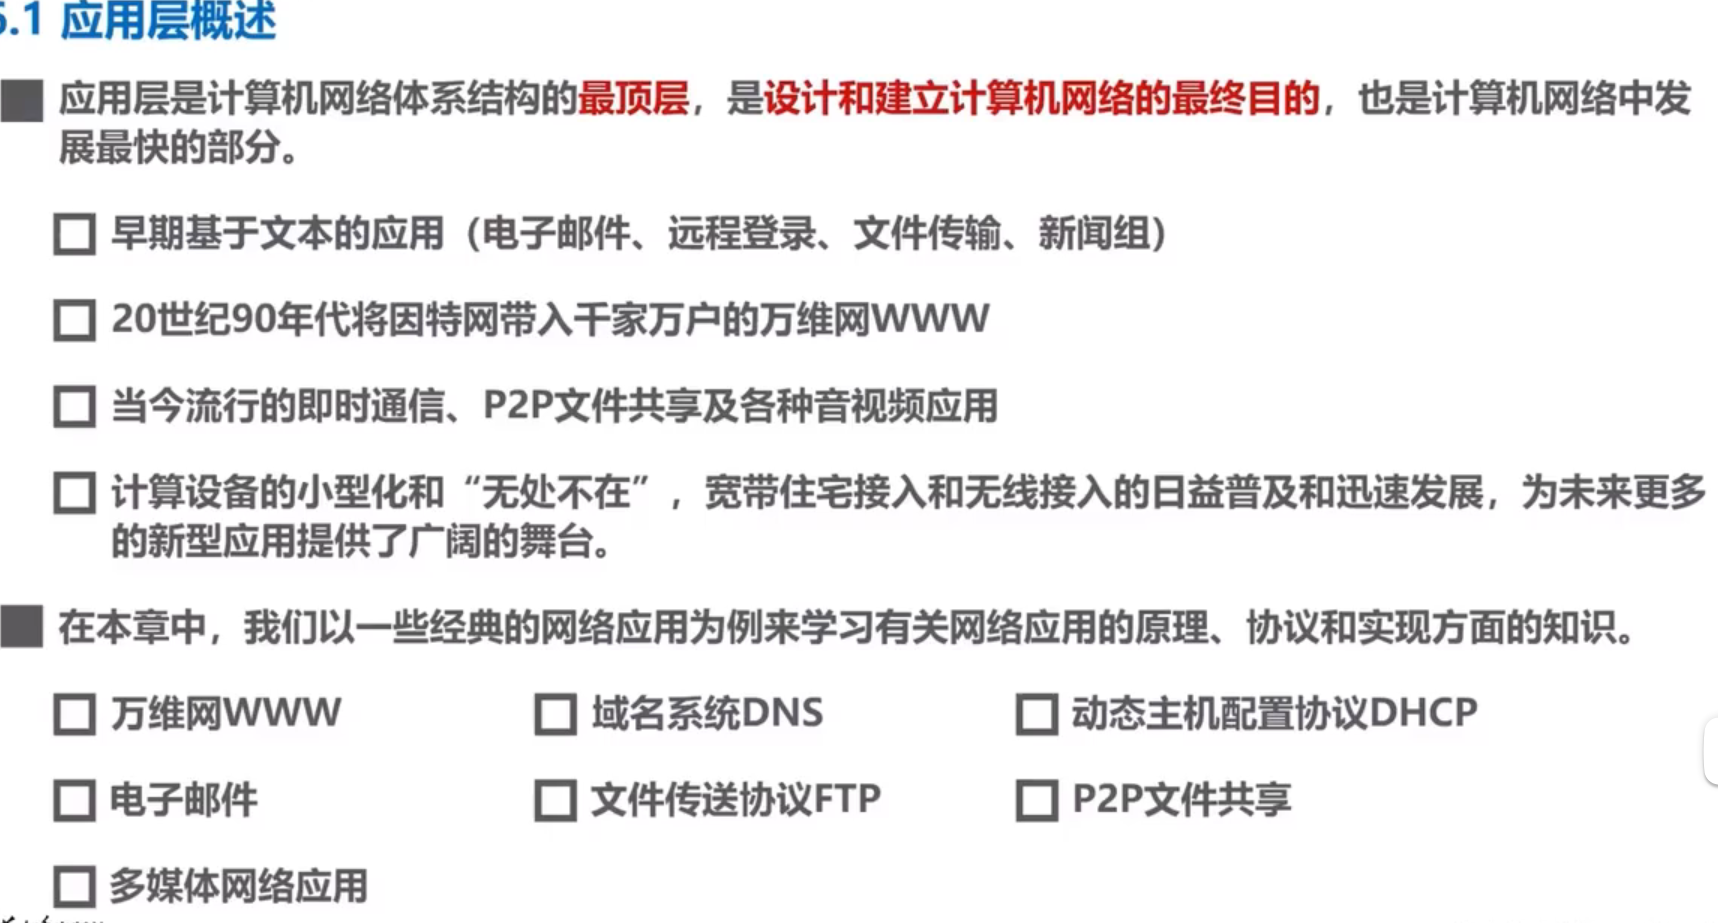 .1 应用层概述
应用层是计算机网络体系结构的最顶层，是设计和建立计算机网络的最终目的，也是计算机网络中发
展最快的部分。
早期基于文本的应用（电子邮件、远程登录、文件传输、新闻组）
20世纪90年代将因特网带入千家万户的万维网WWW
当今流行的即时通信、P2P文件共享及各种音视频应用
计算设备的小型化和“无处不在”，宽带住宅接入和无线接入的日益普及和迅速发展，为未来更多
的新型应用提供了广阔的舞台。
在本章中，我们以一些经典的网络应用为例来学习有关网络应用的原理、协议和实现方面的知识。
万维网WWW 域名系统DNS 动态主机配置协议DHCP
电子邮件 文件传送协议FTP P2P文件共享
多媒体网络应用